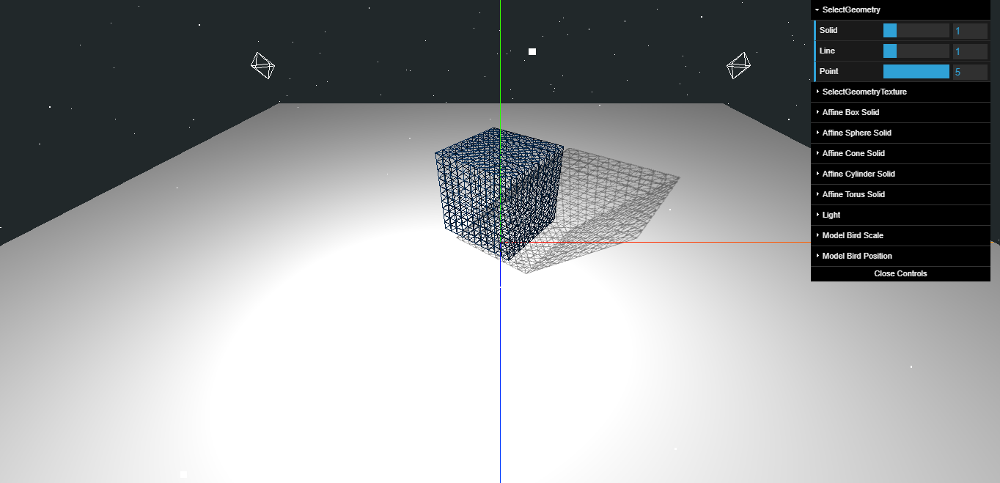 SelectGeometry
Solid 1
Line 1
Point 5
SelectGeometryTexture
Affine Box Solid
Affine Sphere Solid
Affine Cone Solid
Affine Cylinder Solid
Affine Torus Solid
Light
Model Bird Scale
Model Bird Position
Close Controls